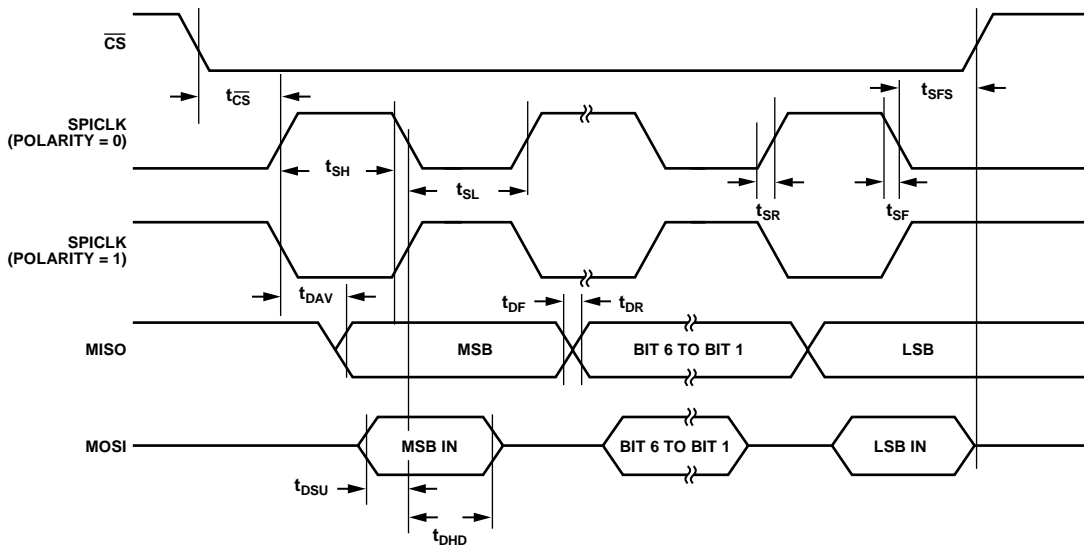 CS
tCS
tSFS
SPICLK
(POLARITY = 0)
tSH
tSL
tSR
tSF
SPICLK
(POLARITY = 1)
tDAV
tDF
tDR
MISO
MSB
BIT 6 TO BIT 1
LSB
MOSI
MSB IN
BIT 6 TO BIT 1
LSB IN
tDSU
tDHD